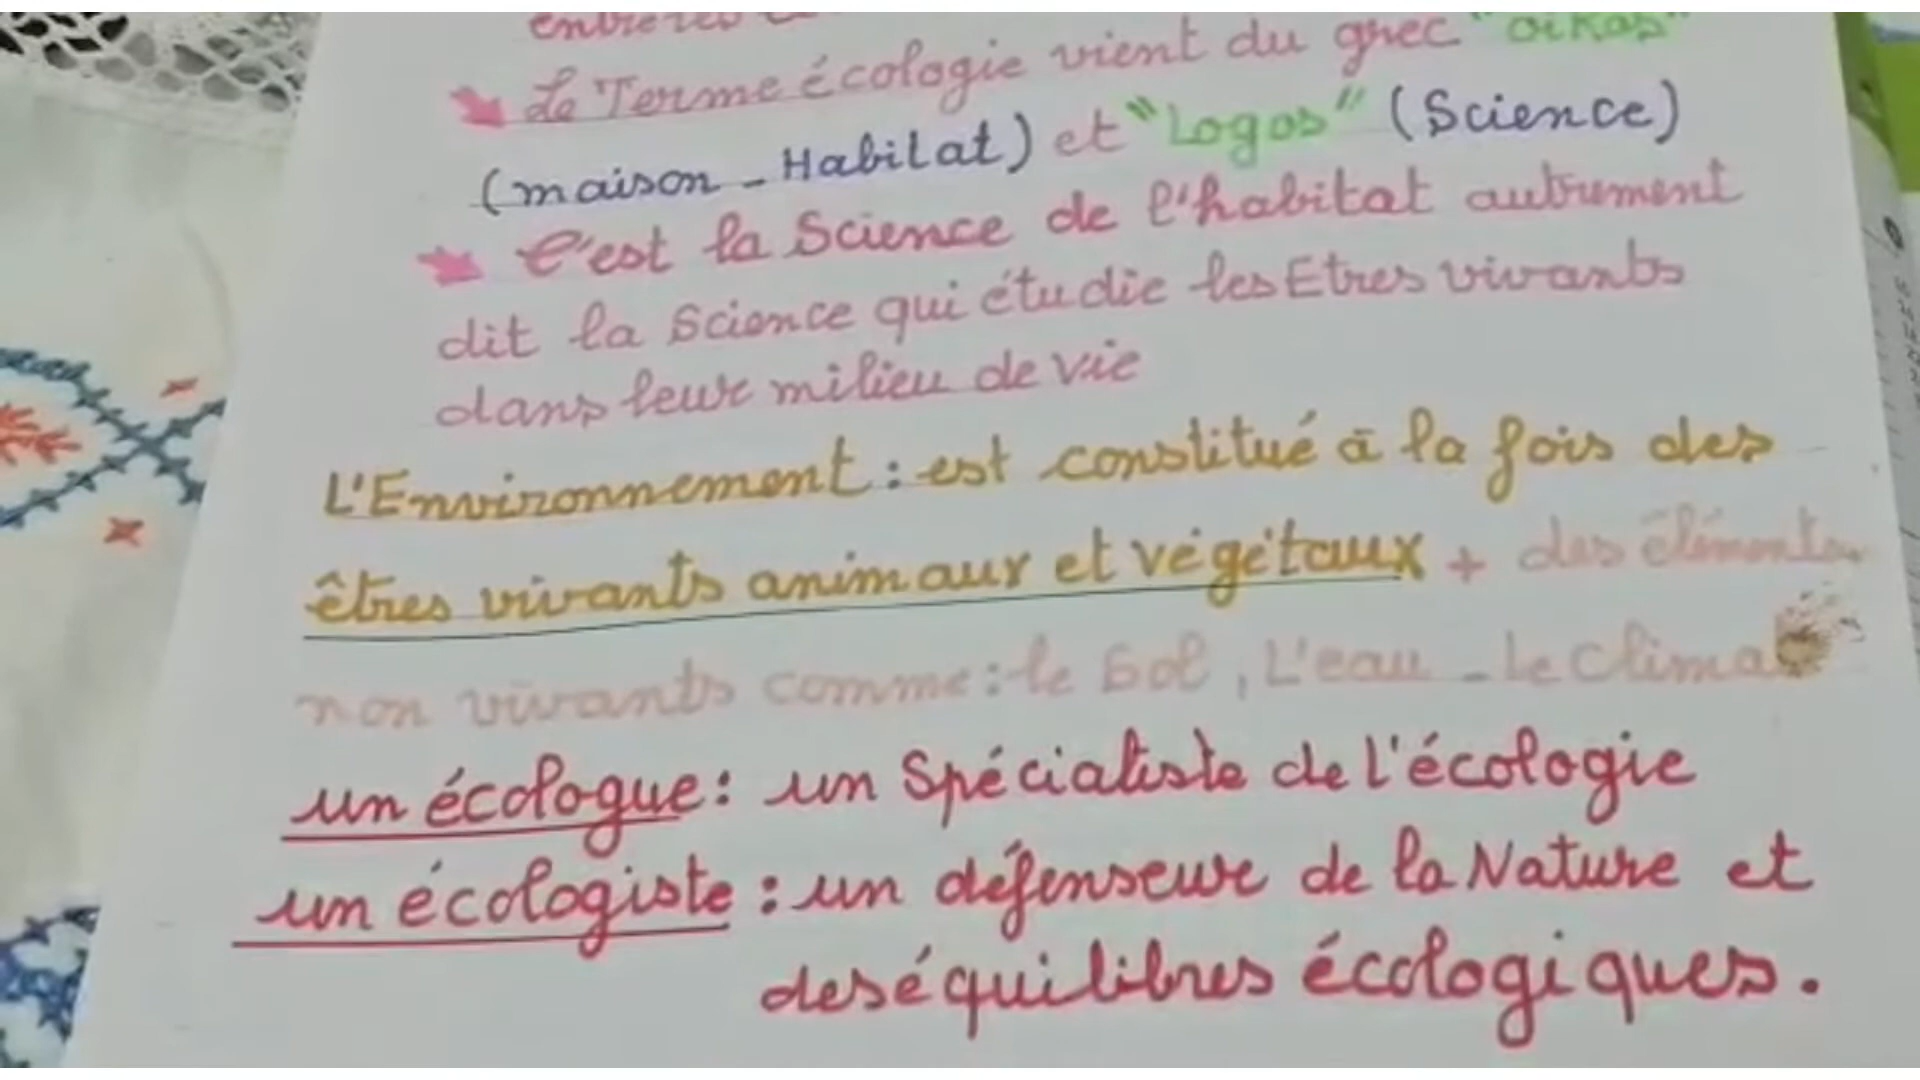 Le Terme écologie vient du grec "oikas"
(maison - Habitat) et "Logos" (Science)
C'est la Science de l'habitat autrement
dit la Science qui étudie les Etres vivants
dans leur milieu de vie
L'Environnement : est constitué à la fois des
êtres vivants animaux et végétaux + des éléments
non vivants comme : le Sol, L'eau - Le Climat
un écologue : un Spécialiste de l'écologie
un écologiste : un défenseur de la Nature et
des équilibres écologiques.